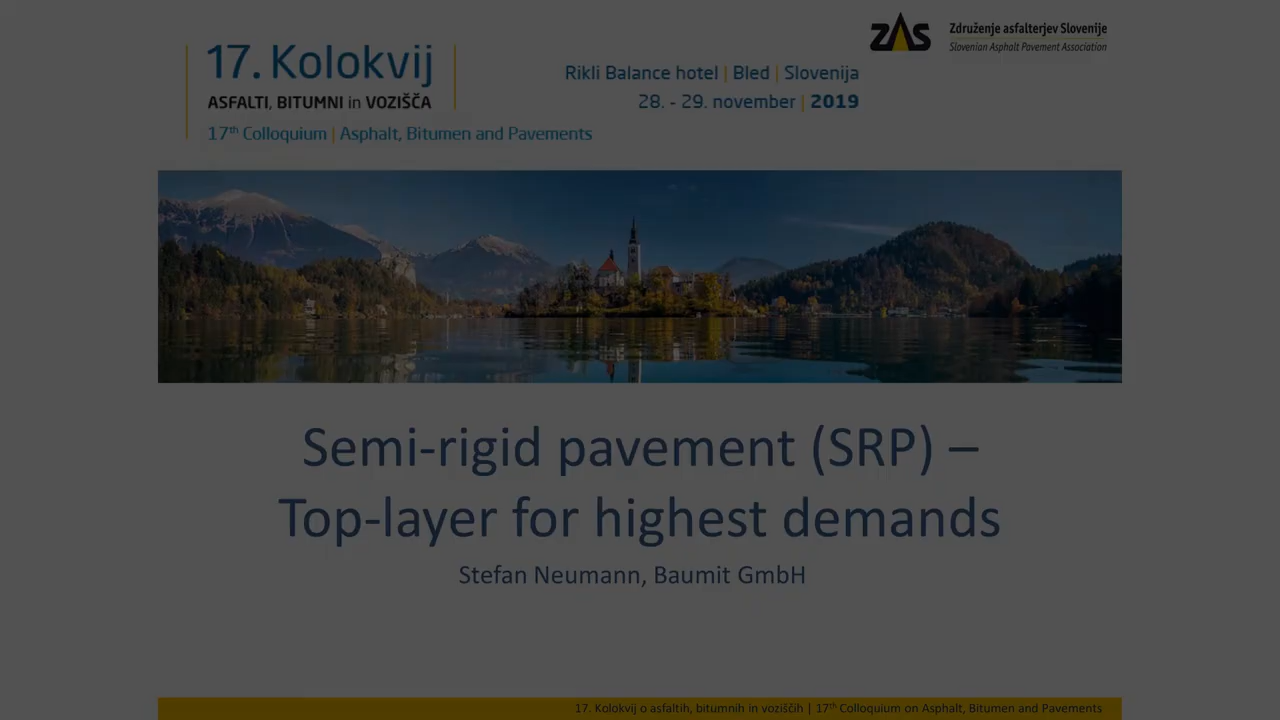 ZAS
Združenje asfalterjev Slovenije
Slovenian Asphalt Pavement Association
17. Kolokvij
ASFALTI, BITUMNI in VOZIŠČA
17th Colloquium | Asphalt, Bitumen and Pavements
Rikli Balance hotel | Bled | Slovenija
28. - 29. november | 2019
Semi-rigid pavement (SRP) –
Top-layer for highest demands
Stefan Neumann, Baumit GmbH
17. Kolokvij o asfaltih, bitumnih in voziščih | 17th Colloquium on Asphalt, Bitumen and Pavements